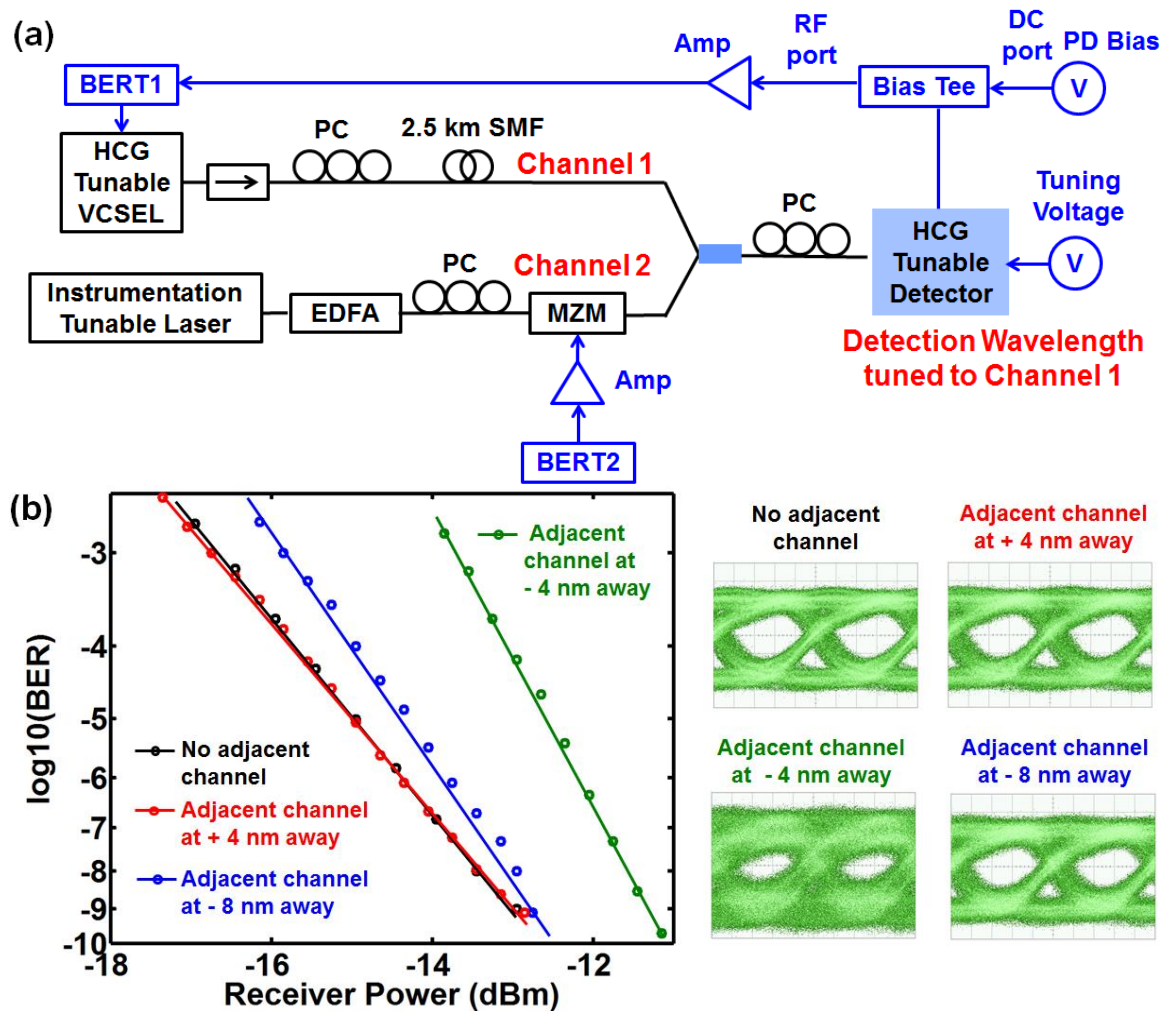 (a)
BERT1
Amp
RF
port
DC
port
PD Bias
Bias Tee
V
HCG
Tunable
VCSEL
PC
2.5 km SMF
Channel 1
Tuning
Voltage
V
PC
HCG
Tunable
Detector
Instrumentation
Tunable Laser
EDFA
PC
Channel 2
MZM
Amp
BERT2
Detection Wavelength
tuned to Channel 1
(b)
log10(BER)
-3
-4
-5
-6
-7
-8
-9
-10
-18
-16
-14
-12
Receiver Power (dBm)
Adjacent
channel at
- 4 nm away
No adjacent
channel
Adjacent channel
at + 4 nm away
Adjacent channel
at - 8 nm away
No adjacent
channel
Adjacent channel
at + 4 nm away
Adjacent channel
at - 4 nm away
Adjacent channel
at - 8 nm away